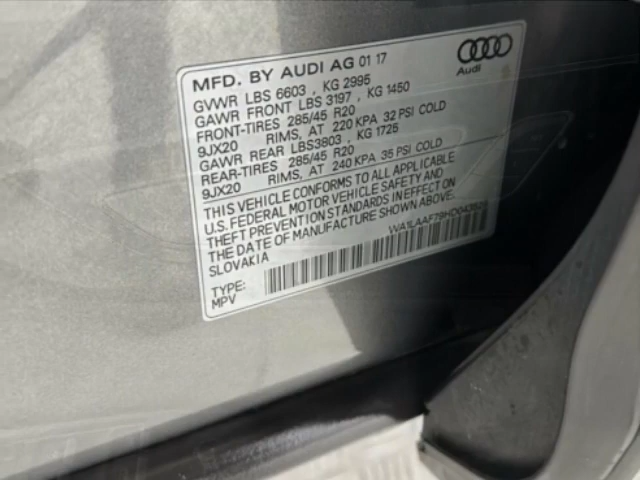 MFD. BY AUDI AG 01 17
Audi
GVWR LBS 6603 , KG 2995
GAWR FRONT LBS 3197 , KG 1450
FRONT-TIRES 285/45 R20
9JX20 RIMS, AT 220 KPA 32 PSI COLD
GAWR REAR LBS3803 , KG 1725
REAR-TIRES 285/45 R20
9JX20 RIMS, AT 240 KPA 35 PSI COLD
THIS VEHICLE CONFORMS TO ALL APPLICABLE
U.S. FEDERAL MOTOR VEHICLE SAFETY AND
THEFT PREVENTION STANDARDS IN EFFECT ON
THE DATE OF MANUFACTURE SHOWN ABOVE.
SLOVAKIA
TYPE:
MPV